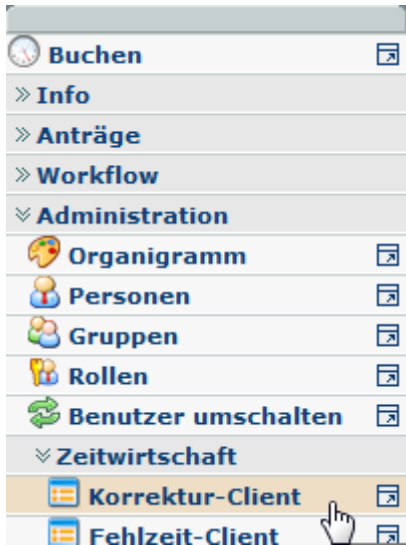 Buchen
Info
Anträge
Workflow
Administration
Organigramm
Personen
Gruppen
Rollen
Benutzer umschalten
Zeitwirtschaft
Korrektur-Client
Fehlzeit-Client